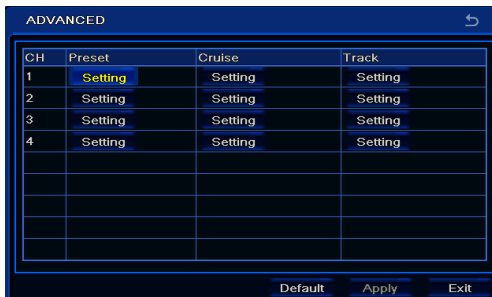 ADVANCED
CH Preset Cruise Track
1 Setting Setting Setting
2 Setting Setting Setting
3 Setting Setting Setting
4 Setting Setting Setting
Default Apply Exit